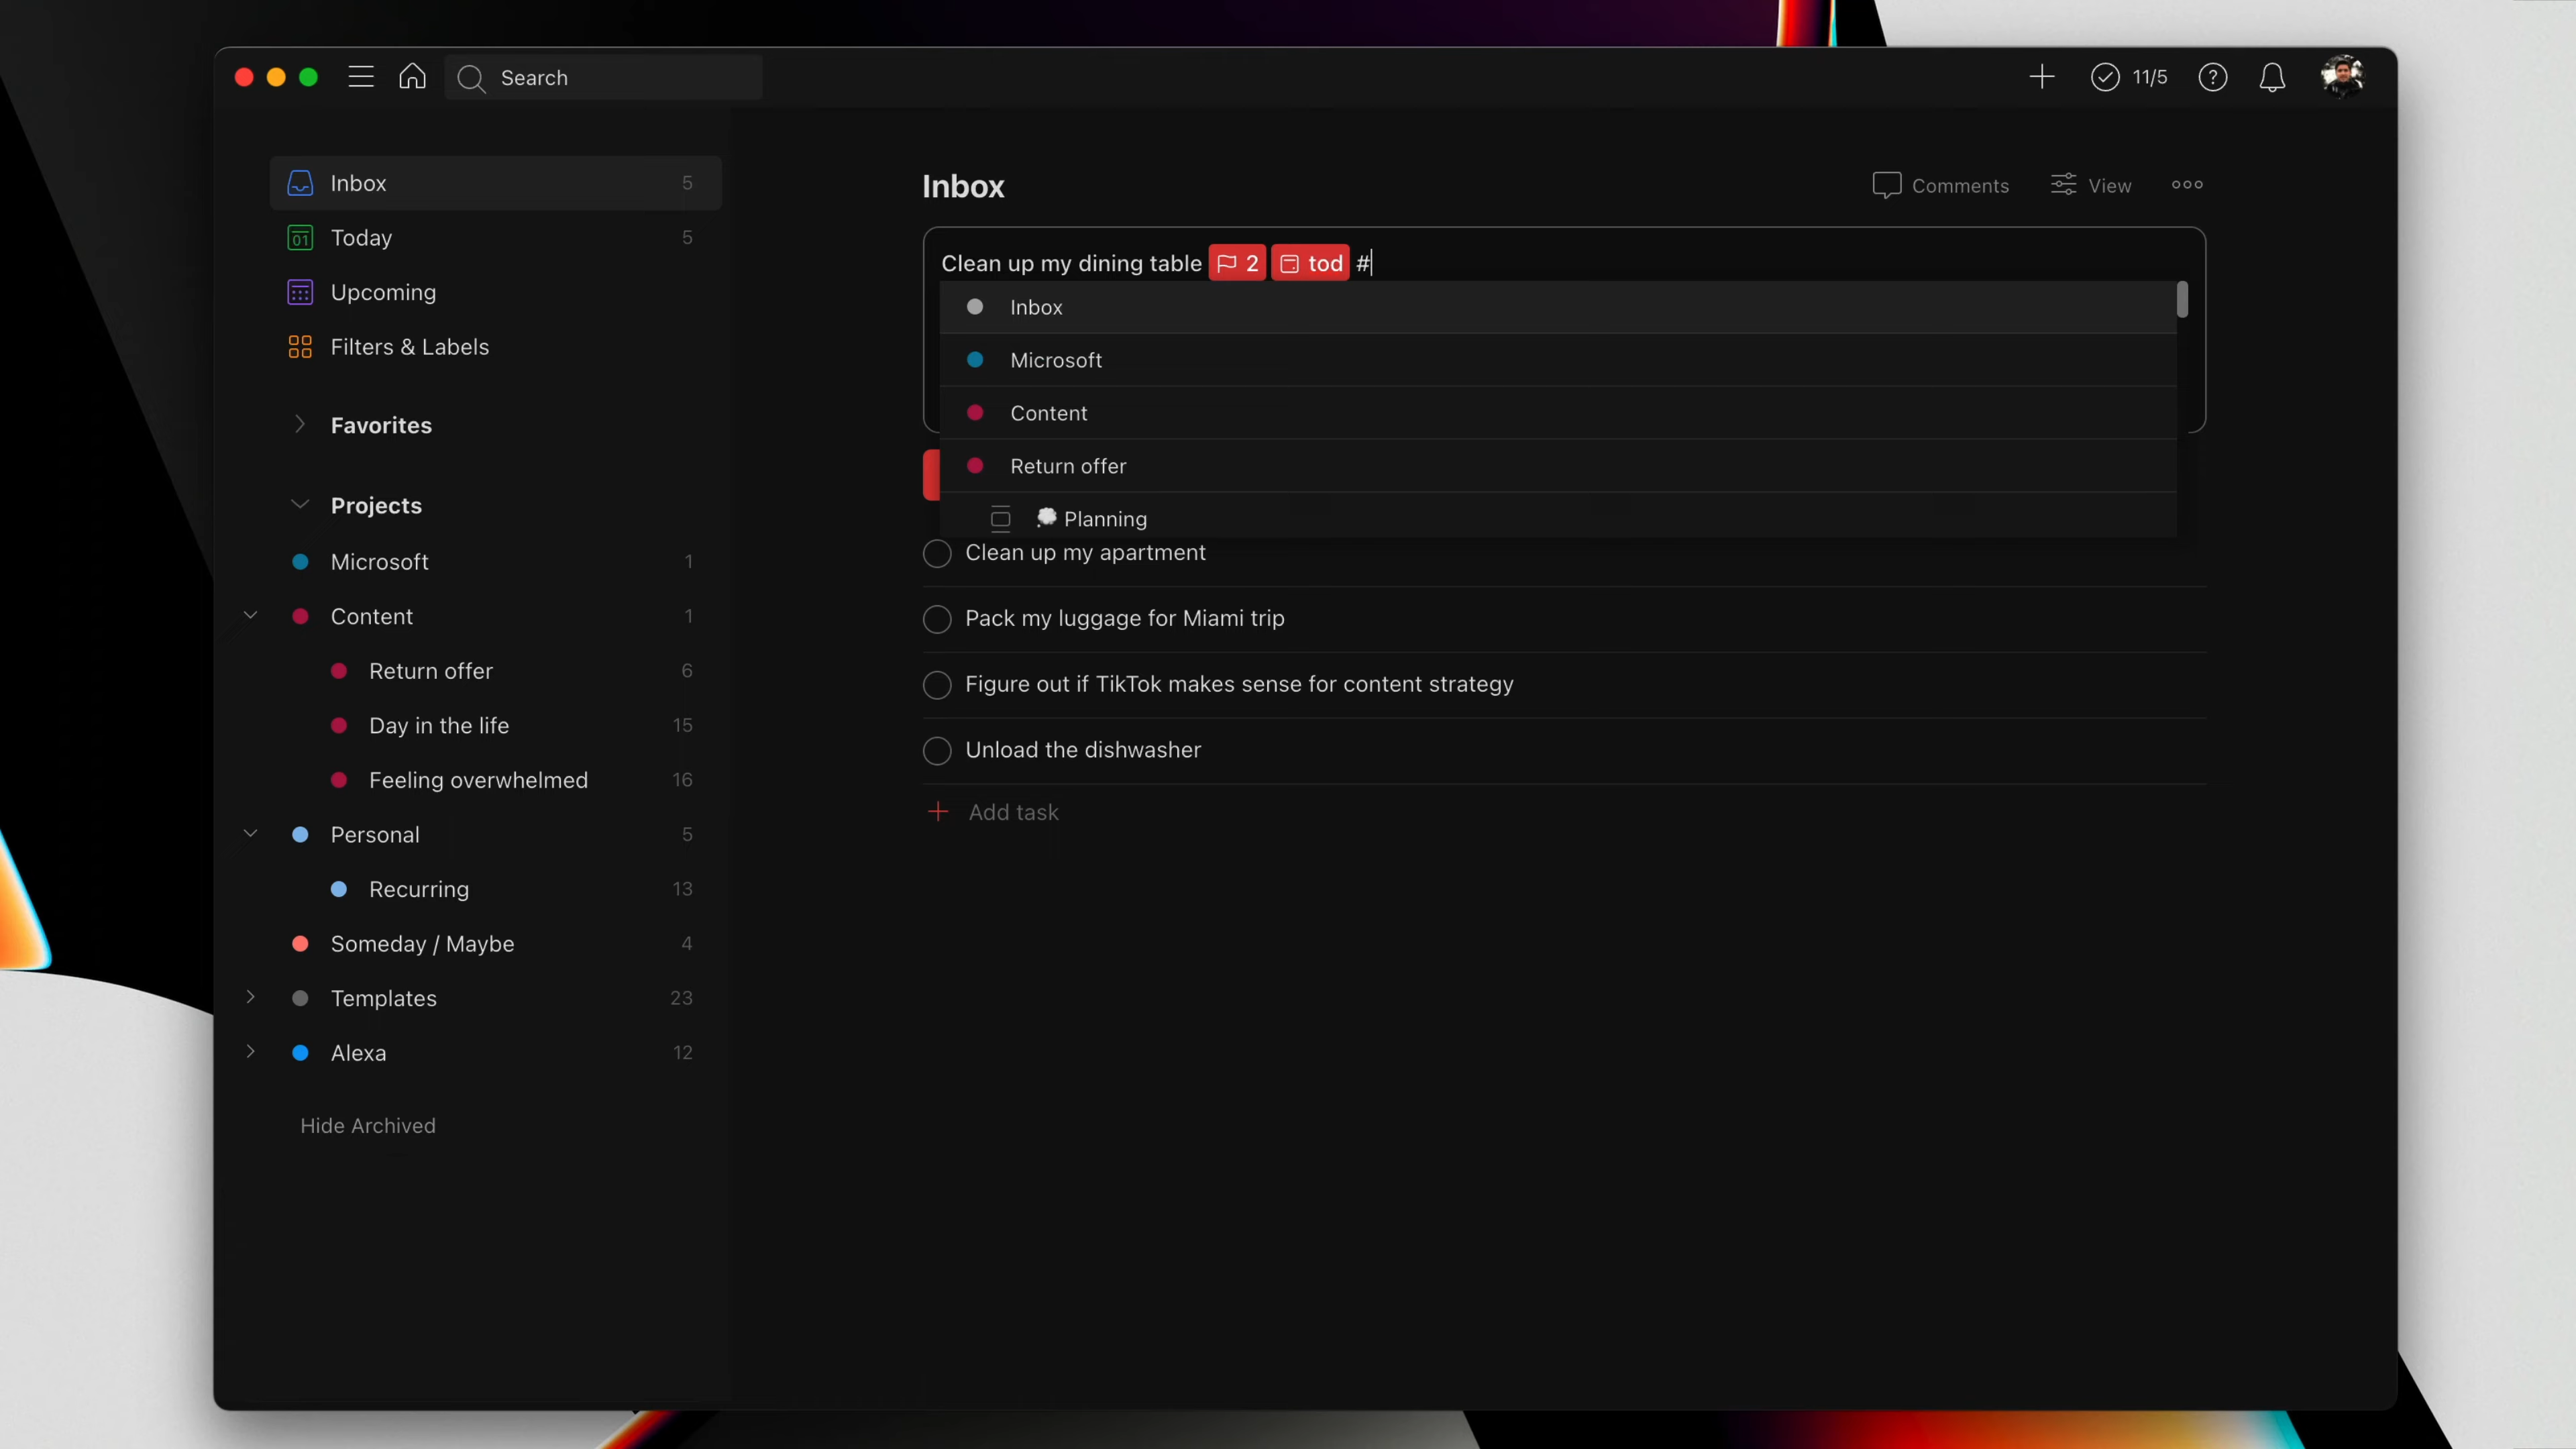 Search
11/5
Inbox 5
01 Today 5
Upcoming
Filters & Labels
Favorites
Projects
Microsoft 1
Content 1
Return offer 6
Day in the life 15
Feeling overwhelmed 16
Personal 5
Recurring 13
Someday / Maybe 4
Templates 23
Alexa 12
Hide Archived
Inbox
Comments View
Clean up my dining table 2 tod #
Inbox
Microsoft
Content
Return offer
Planning
Clean up my apartment
Pack my luggage for Miami trip
Figure out if TikTok makes sense for content strategy
Unload the dishwasher
Add task